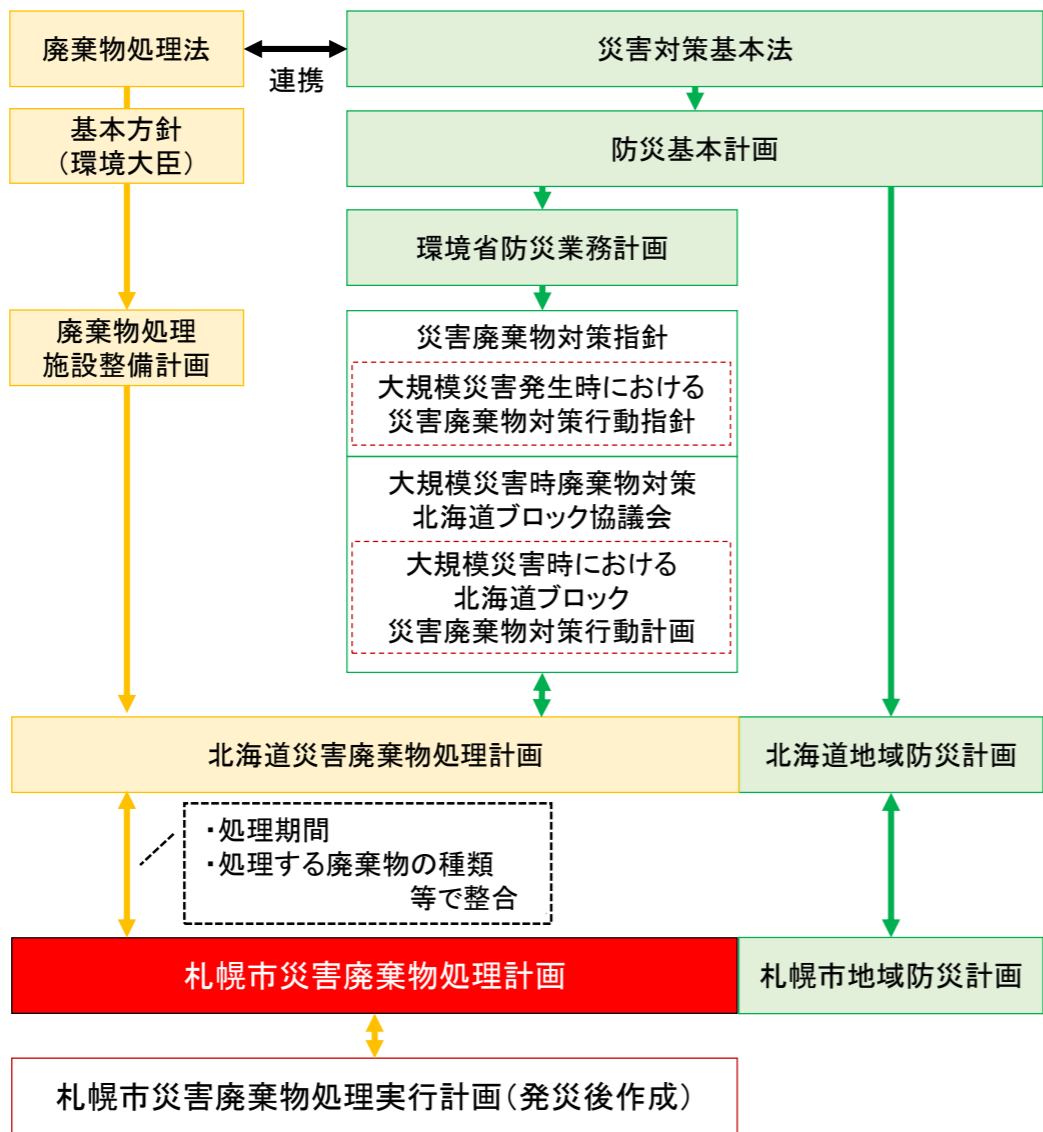 廃棄物処理法
連携
災害対策基本法
基本方針
（環境大臣）
防災基本計画
環境省防災業務計画
廃棄物処理
施設整備計画
災害廃棄物対策指針
大規模災害発生時における
災害廃棄物対策行動指針
大規模災害時廃棄物対策
北海道ブロック協議会
大規模災害時における
北海道ブロック
災害廃棄物対策行動計画
北海道災害廃棄物処理計画
北海道地域防災計画
・処理期間
・処理する廃棄物の種類
等で整合
札幌市災害廃棄物処理計画
札幌市地域防災計画
札幌市災害廃棄物処理実行計画（発災後作成）